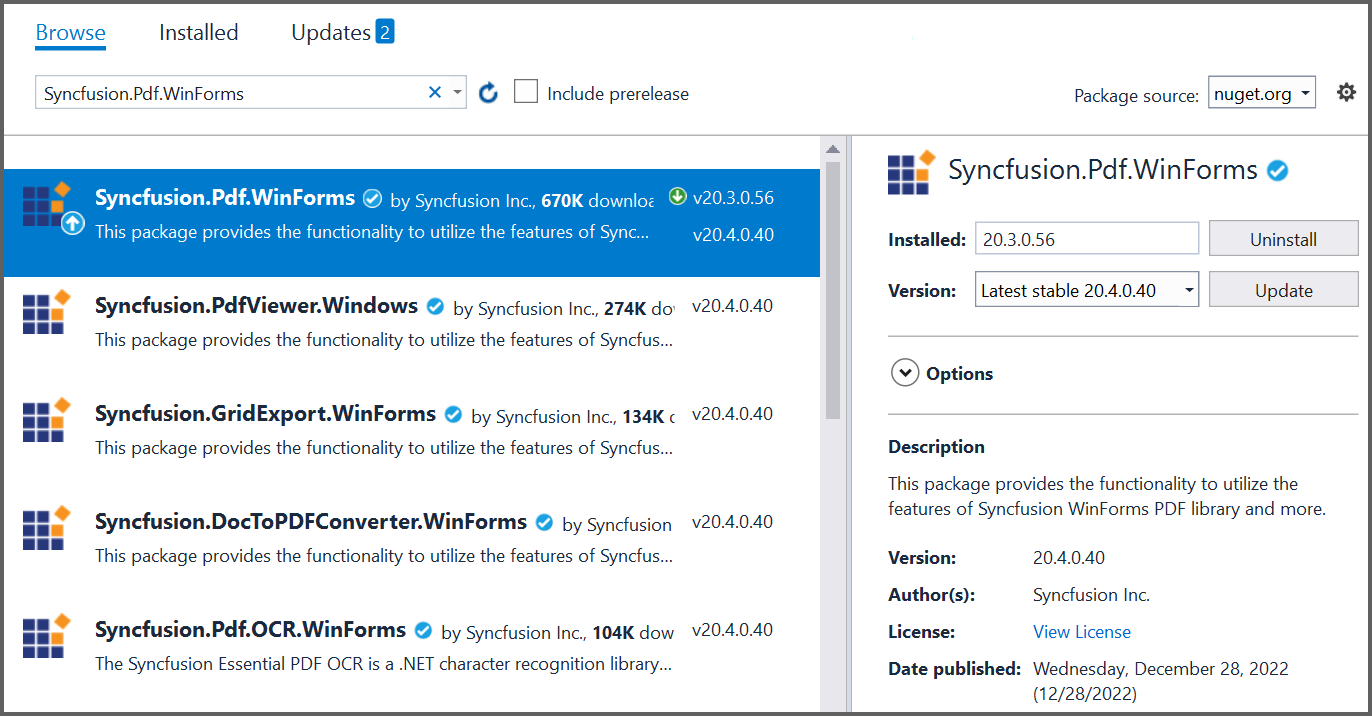 Browse Installed Updates 2
Syncfusion.Pdf.WinForms Include prerelease Package source: nuget.org
Syncfusion.Pdf.WinForms by Syncfusion Inc., 670K downloa v20.3.0.56
This package provides the functionality to utilize the features of Sync... v20.4.0.40
Syncfusion.PdfViewer.Windows by Syncfusion Inc., 274K do v20.4.0.40
This package provides the functionality to utilize the features of Syncfus...
Syncfusion.GridExport.WinForms by Syncfusion Inc., 134K v20.4.0.40
This package provides the functionality to utilize the features of Syncfus...
Syncfusion.DocToPDFConverter.WinForms by Syncfusion v20.4.0.40
This package provides the functionality to utilize the features of Syncfus...
Syncfusion.Pdf.OCR.WinForms by Syncfusion Inc., 104K dow v20.4.0.40
The Syncfusion Essential PDF OCR is a .NET character recognition library...
Syncfusion.Pdf.WinForms
Installed: 20.3.0.56 Uninstall
Version: Latest stable 20.4.0.40 Update
Options
Description
This package provides the functionality to utilize the
features of Syncfusion WinForms PDF library and more.
Version: 20.4.0.40
Author(s): Syncfusion Inc.
License: View License
Date published: Wednesday, December 28, 2022
(12/28/2022)